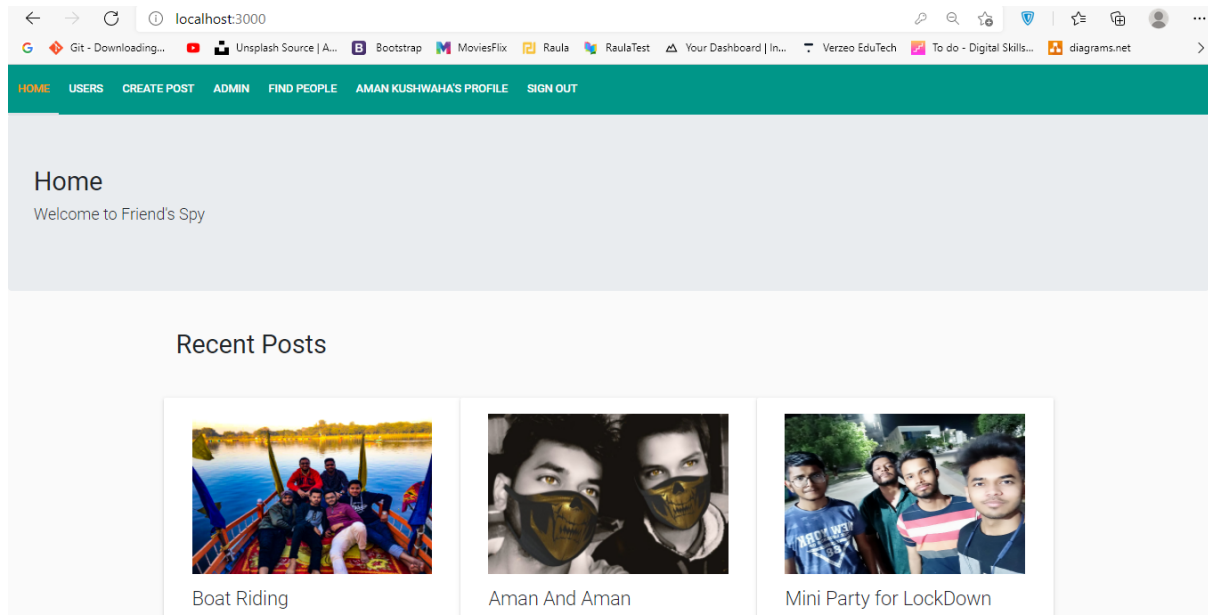 localhost:3000
G Git - Downloading... Unsplash Source | A... B Bootstrap M MoviesFlix Raula RaulaTest Your Dashboard | In... Verzeo EduTech To do - Digital Skills... diagrams.net
HOME USERS CREATE POST ADMIN FIND PEOPLE AMAN KUSHWAHA'S PROFILE SIGN OUT
Home
Welcome to Friend's Spy
Recent Posts
NEW YORK
Boat Riding Aman And Aman Mini Party for LockDown